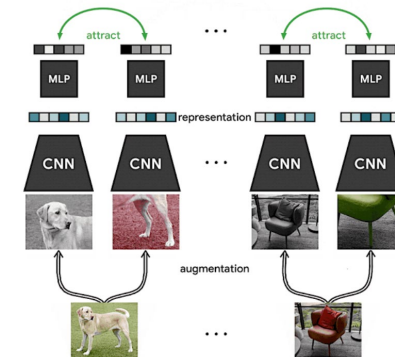 attract ... attract
MLP MLP MLP MLP
representation
CNN CNN ... CNN CNN
augmentation
...